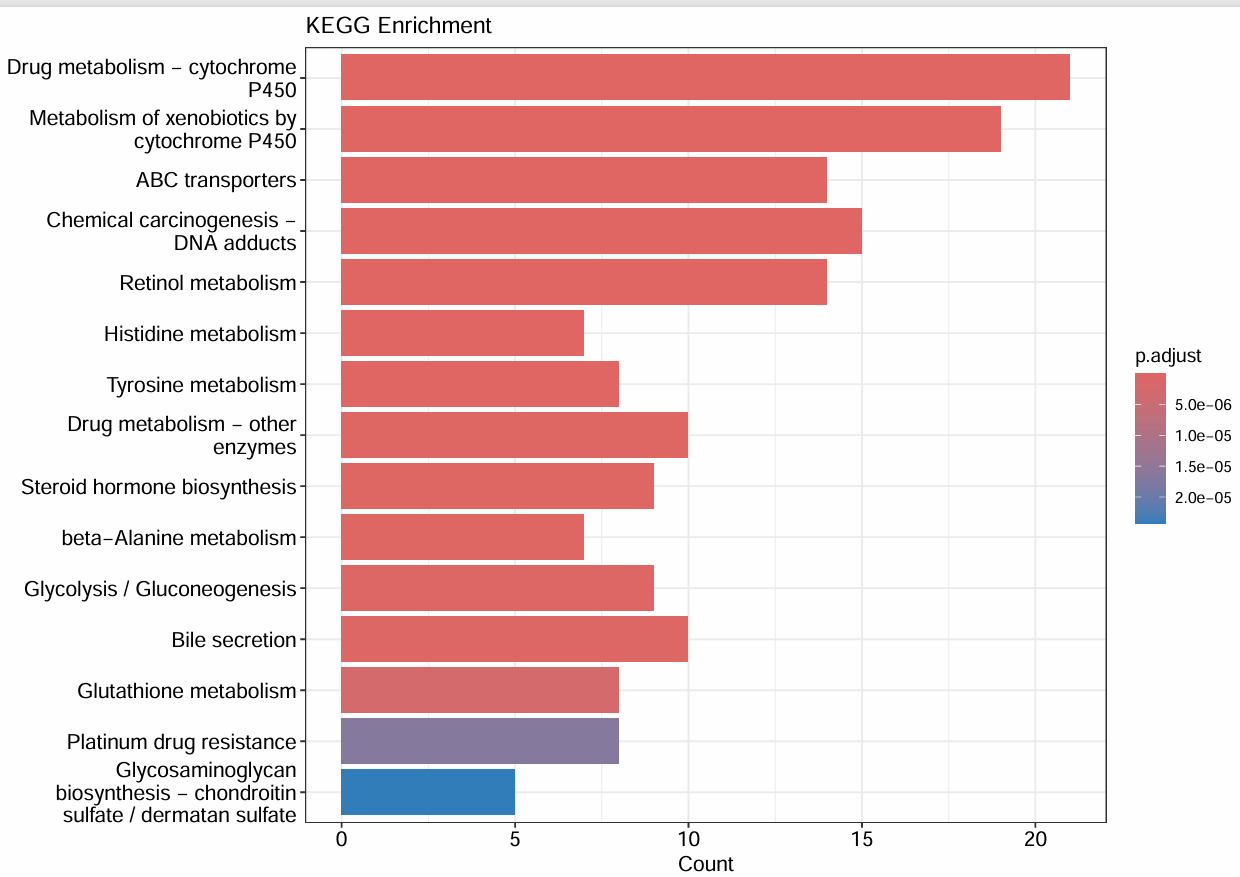 KEGG Enrichment
Drug metabolism − cytochrome
P450
Metabolism of xenobiotics by
cytochrome P450
ABC transporters
Chemical carcinogenesis −
DNA adducts
Retinol metabolism
Histidine metabolism
Tyrosine metabolism
Drug metabolism − other
enzymes
Steroid hormone biosynthesis
beta−Alanine metabolism
Glycolysis / Gluconeogenesis
Bile secretion
Glutathione metabolism
Platinum drug resistance
Glycosaminoglycan
biosynthesis − chondroitin
sulfate / dermatan sulfate
0 5 10 15 20
Count
p.adjust
5.0e−06
1.0e−05
1.5e−05
2.0e−05